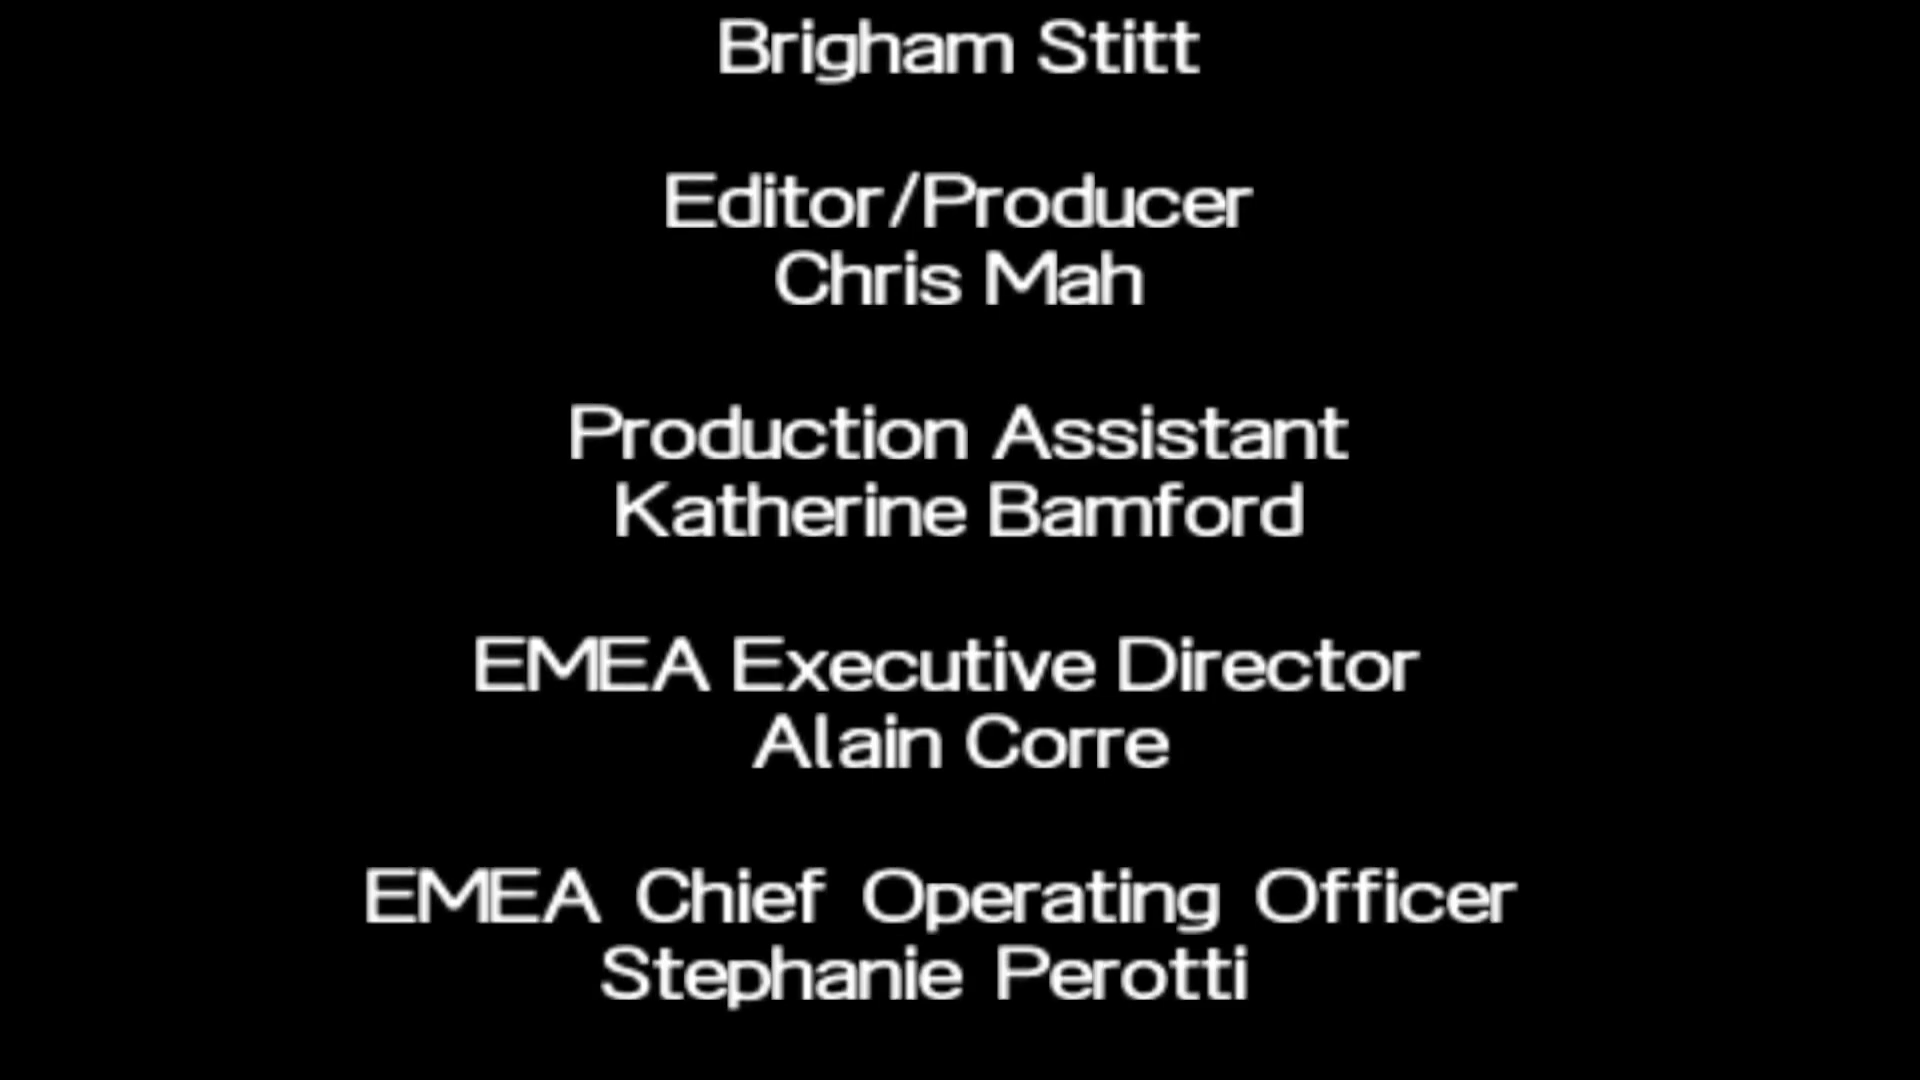 Brigham Stitt
Editor/Producer
Chris Mah
Production Assistant
Katherine Bamford
EMEA Executive Director
Alain Corre
EMEA Chief Operating Officer
Stephanie Perotti